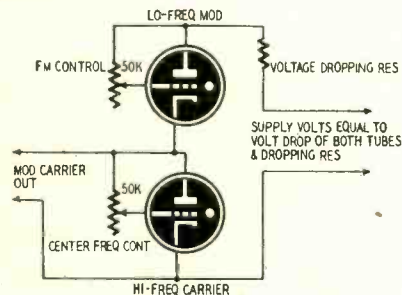 LO-FREQ MOD
FM CONTROL
50K
VOLTAGE DROPPING RES
SUPPLY VOLTS EQUAL TO
VOLT DROP OF BOTH TUBES
& DROPPING RES
MOD CARRIER
OUT
50K
CENTER FREQ CONT
HI-FREQ CARRIER